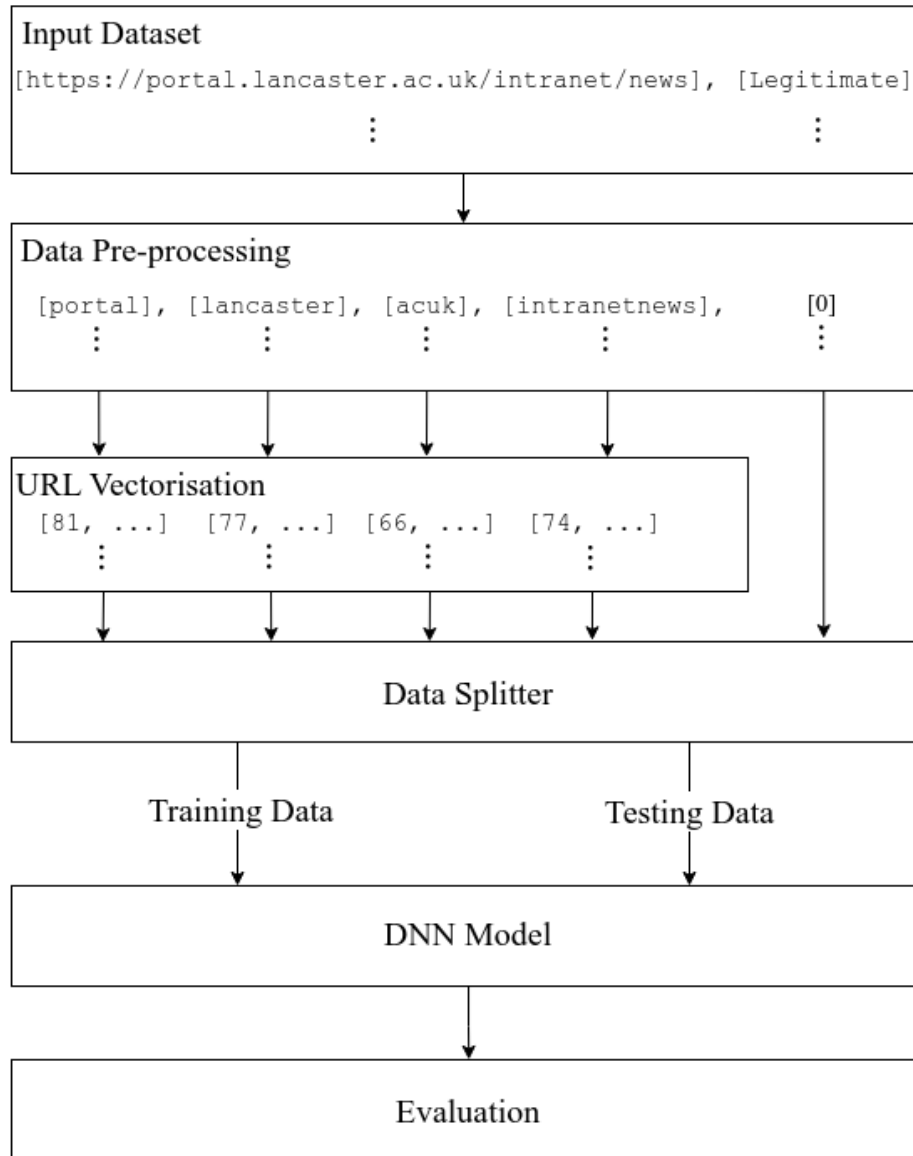 Input Dataset
[https://portal.lancaster.ac.uk/intranet/news], [Legitimate]
Data Pre-processing
[portal], [lancaster], [acuk], [intranetnews], [0]
URL Vectorisation
[81, ...] [77, ...] [66, ...] [74, ...]
Data Splitter
Training Data Testing Data
DNN Model
Evaluation